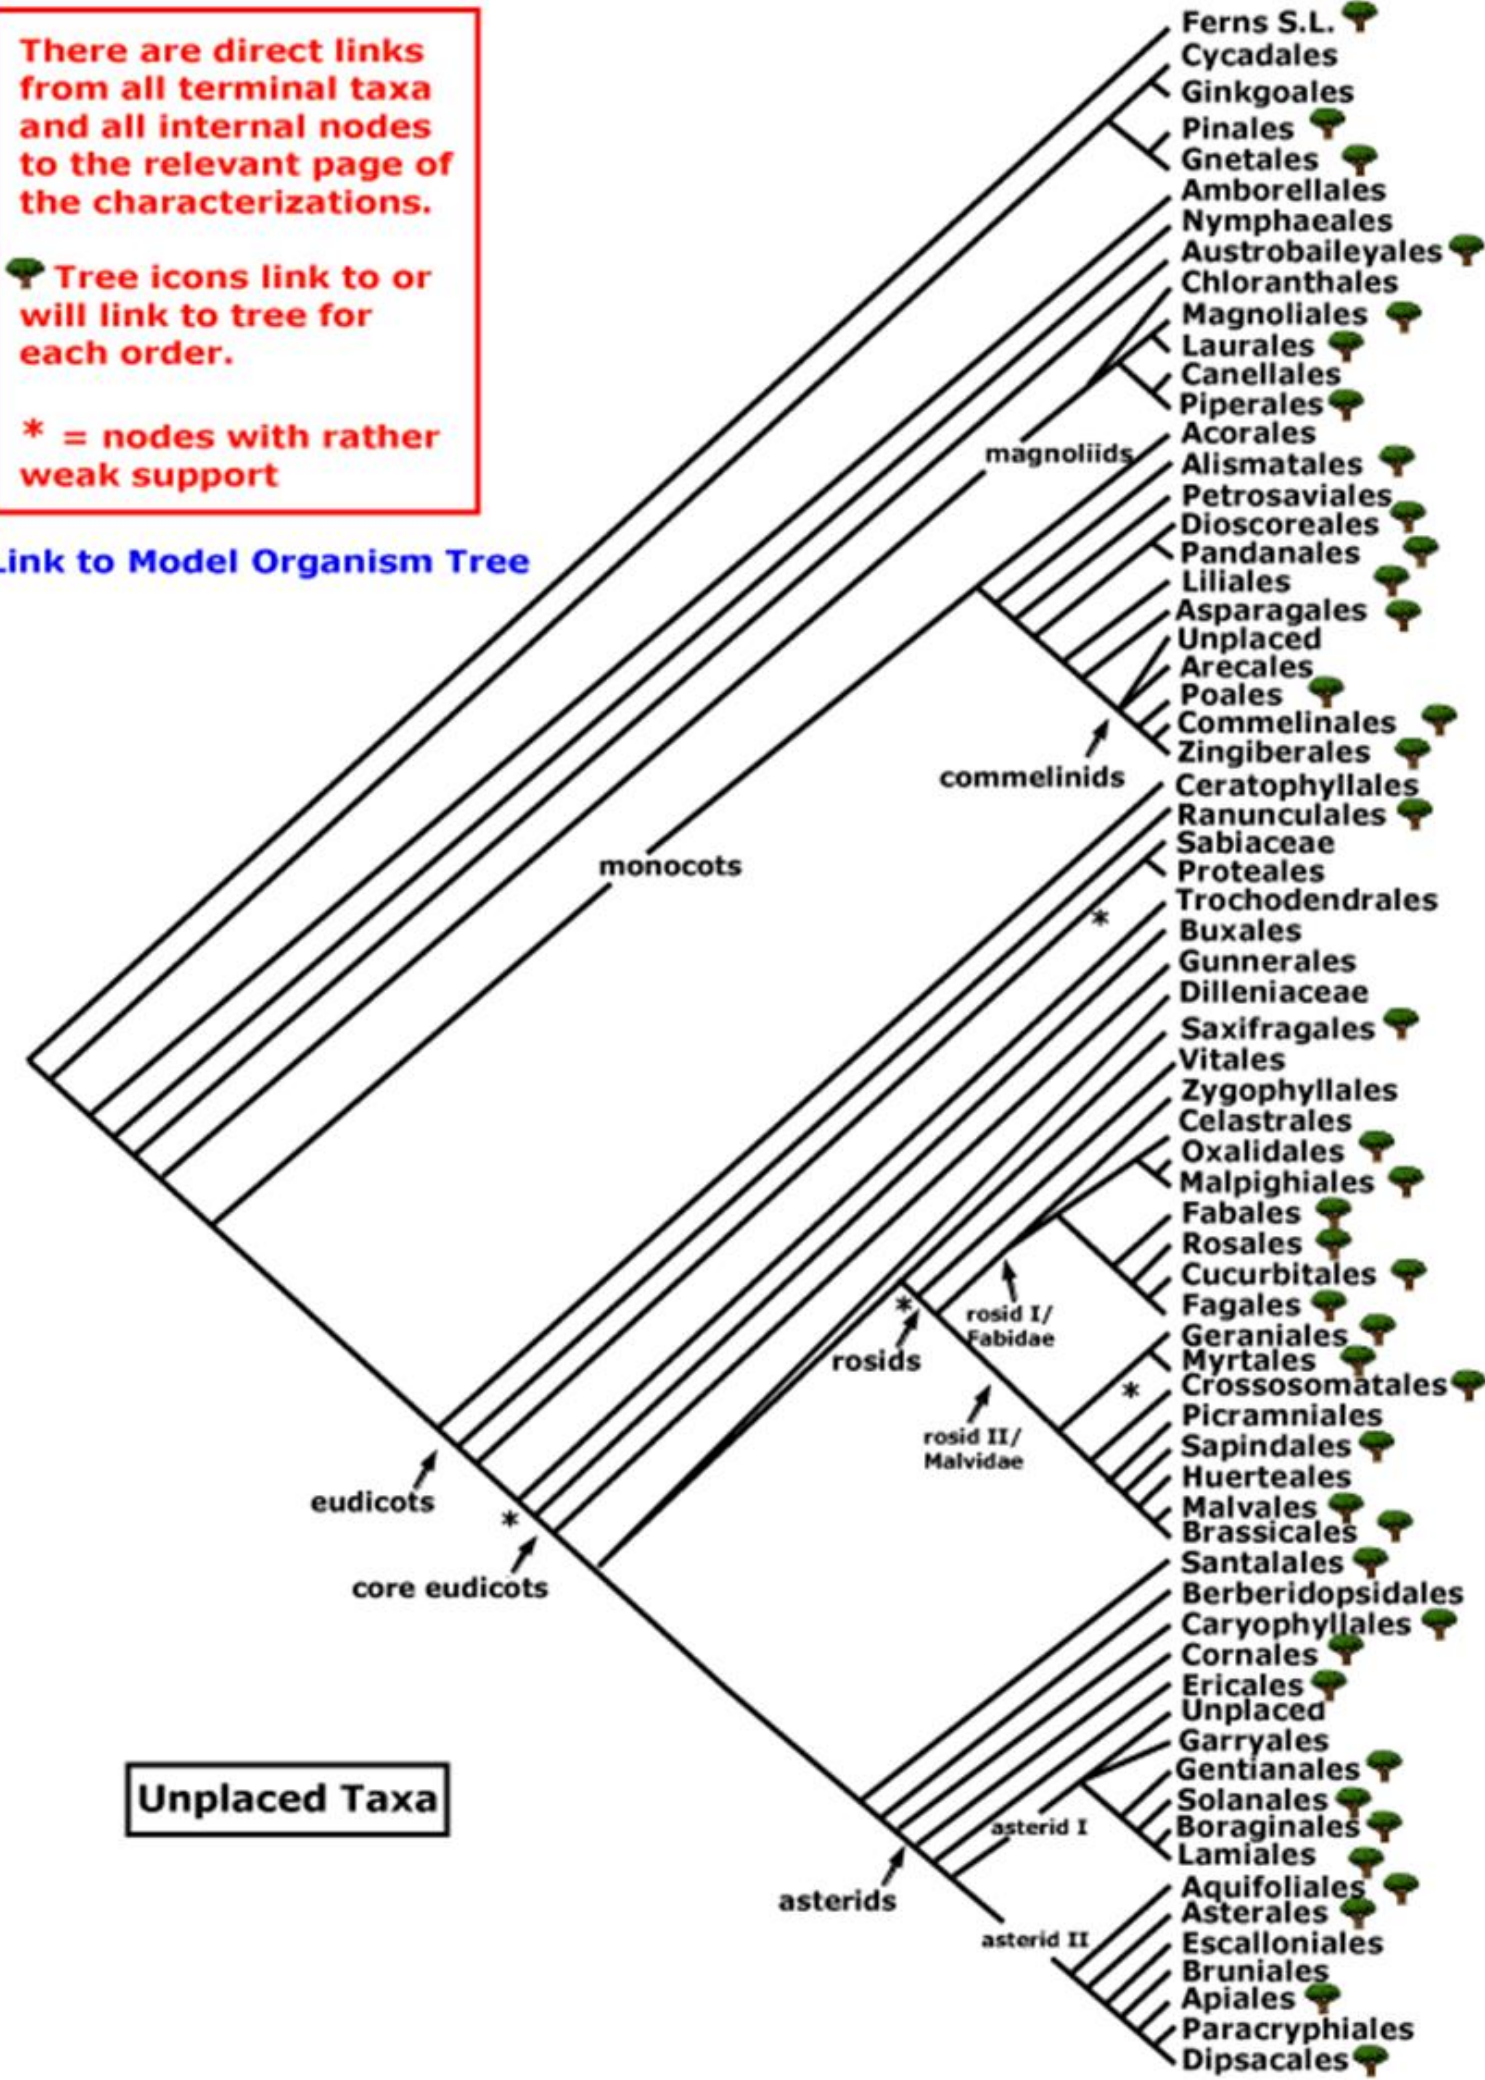 There are direct links
from all terminal taxa
and all internal nodes
to the relevant page of
the characterizations.
Tree icons link to or
will link to tree for
each order.
* = nodes with rather
weak support
Link to Model Organism Tree
Ferns S.L.
Cycadales
Ginkgoales
Pinales
Gnetales
Amborellales
Nymphaeales
Austrobaileyales
Chloranthales
Magnoliales
Laurales
Canellales
Piperales
magnoliids
Acorales
Alismatales
Petrosaviales
Dioscoreales
Pandanales
Liliales
Asparagales
Unplaced
Arecales
Poales
Commelinales
Zingiberales
commelinids
monocots
Ceratophyllales
Ranunculales
Sabiaceae
Proteales
Trochodendrales
*
Buxales
Gunnerales
Dilleniaceae
Saxifragales
Vitales
Zygophyllales
Celastrales
Oxalidales
Malpighiales
Fabales
Rosales
Cucurbitales
Fagales
*
rosid I/
Fabidae
rosids
Geraniales
Myrtales
Crossosomatales
*
Picramniales
rosid II/
Malvidae
Sapindales
Huerteales
Malvales
Brassicales
eudicots
*
core eudicots
Santalales
Berberidopsidales
Caryophyllales
Cornales
Ericales
Unplaced
Garryales
Gentianales
Solanales
Boraginales
Lamiales
asterid I
asterids
Unplaced Taxa
asterid II
Aquifoliales
Asterales
Escalloniales
Bruniales
Apiales
Paracryphiales
Dipsacales